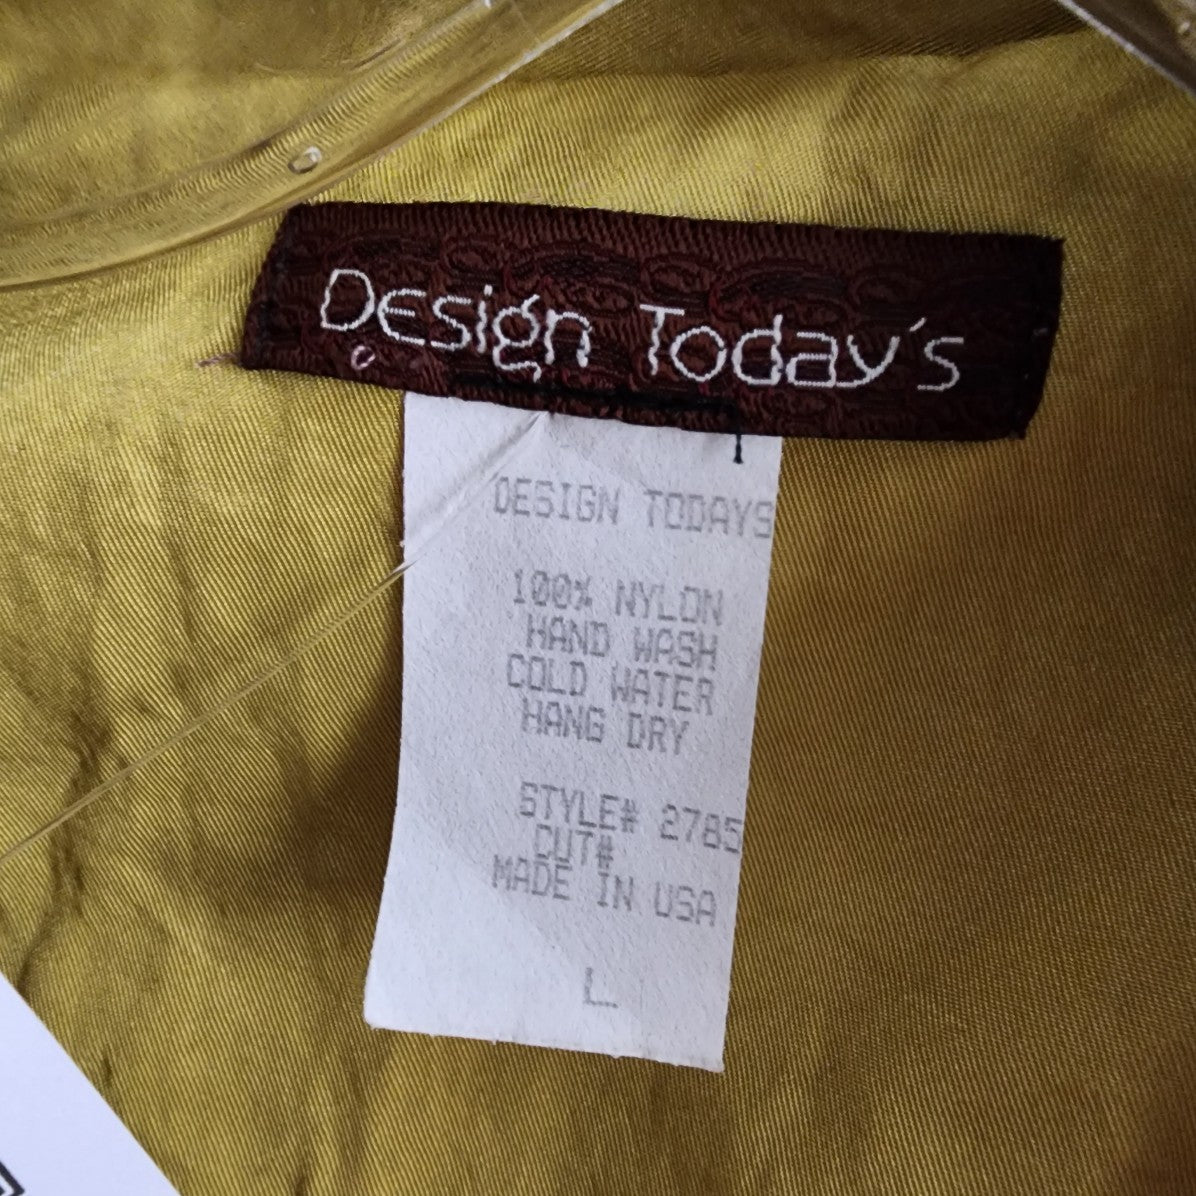 Design Today's
DESIGN TODAYS
100% NYLON
HAND WASH
COLD WATER
HANG DRY
STYLE# 2785
CUT#
MADE IN USA
L